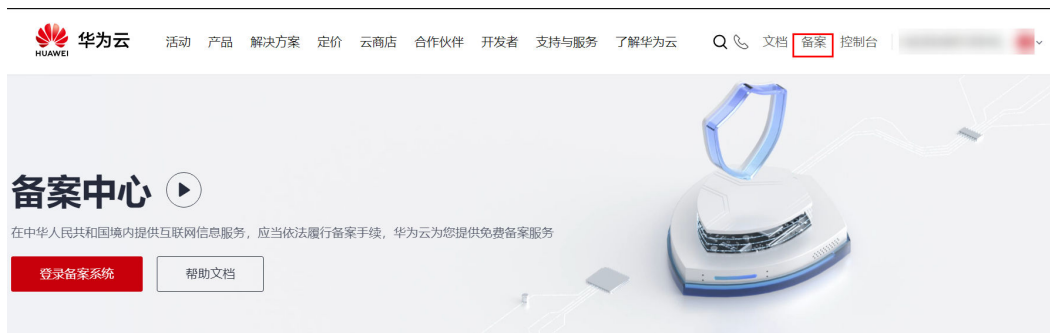 HUAWEI 华为云 活动 产品 解决方案 定价 云商店 合作伙伴 开发者 支持与服务 了解华为云 文档 备案 控制台
备案中心
在中华人民共和国境内提供互联网信息服务，应当依法履行备案手续，华为云为您提供免费备案服务
登录备案系统 帮助文档